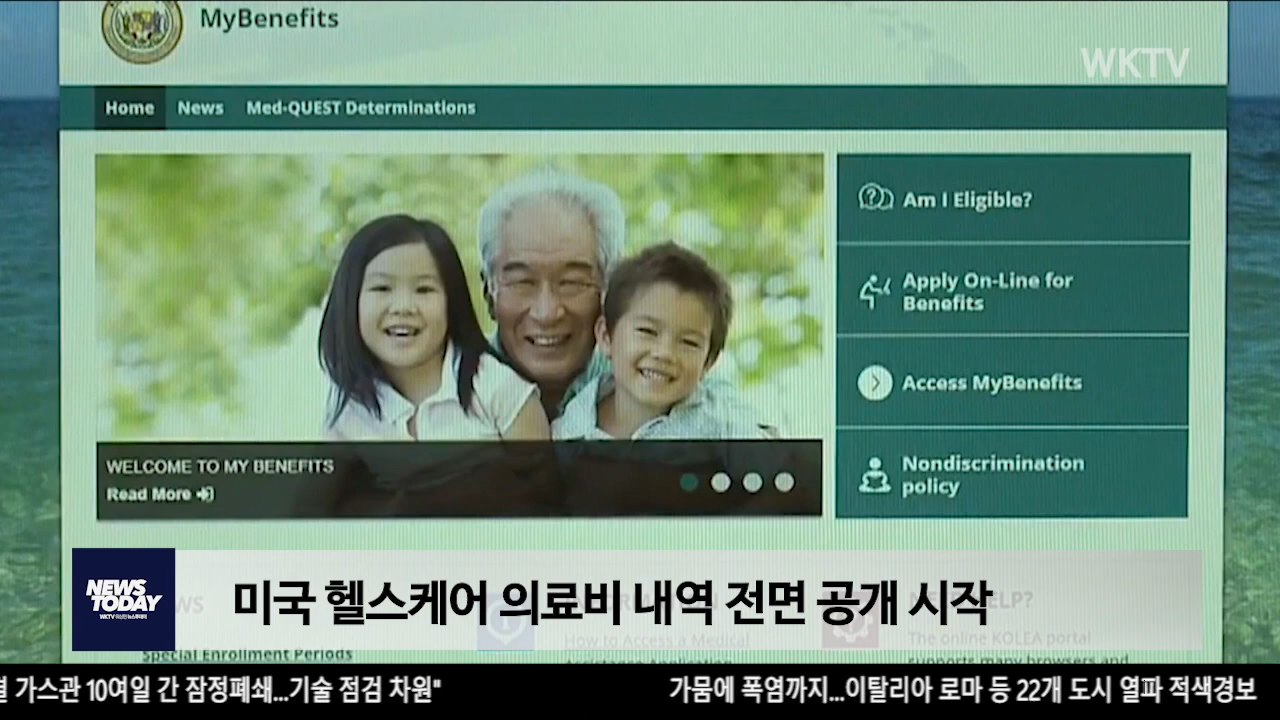 MyBenefits
WKTV
Home News Med-QUEST Determinations
Am I Eligible?
Apply On-Line for
Benefits
Access MyBenefits
Nondiscrimination
policy
WELCOME TO MY BENEFITS
Read More
NEWS
TODAY
미국 헬스케어 의료비 내역 전면 공개 시작
How to Access a Medical
The online KOLEA portal
Special Enrollment Periods
supports many browsers and
가스관 10여일 간 잠정폐쇄...기술 점검 차원"
가뭄에 폭염까지...이탈리아 로마 등 22개 도시 열파 적색경보